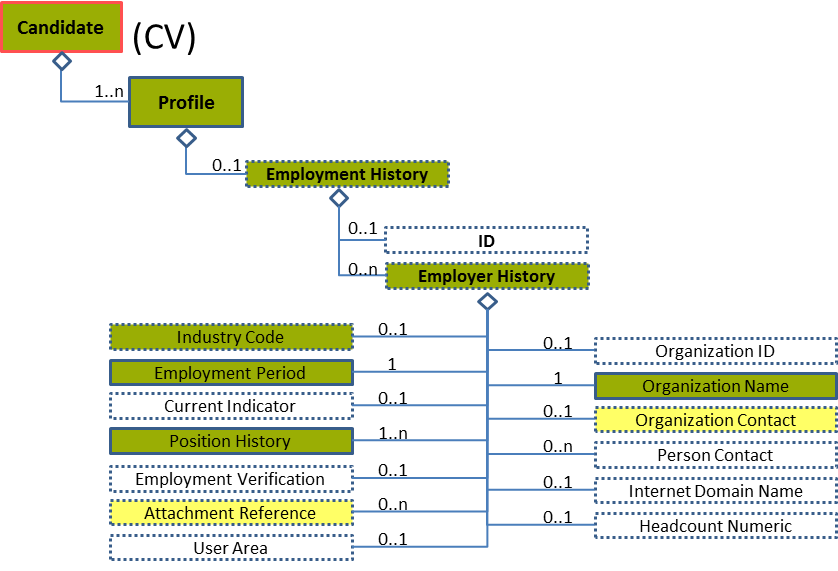 Candidate
(CV)
1..n
Profile
0..1
Employment History
0..1
ID
0..n
Employer History
Industry Code
0..1
Employment Period
1
Current Indicator
0..1
Position History
1..n
Employment Verification
0..1
Attachment Reference
0..n
User Area
0..1
0..1
Organization ID
1
Organization Name
0..1
Organization Contact
0..n
Person Contact
0..1
Internet Domain Name
0..1
Headcount Numeric